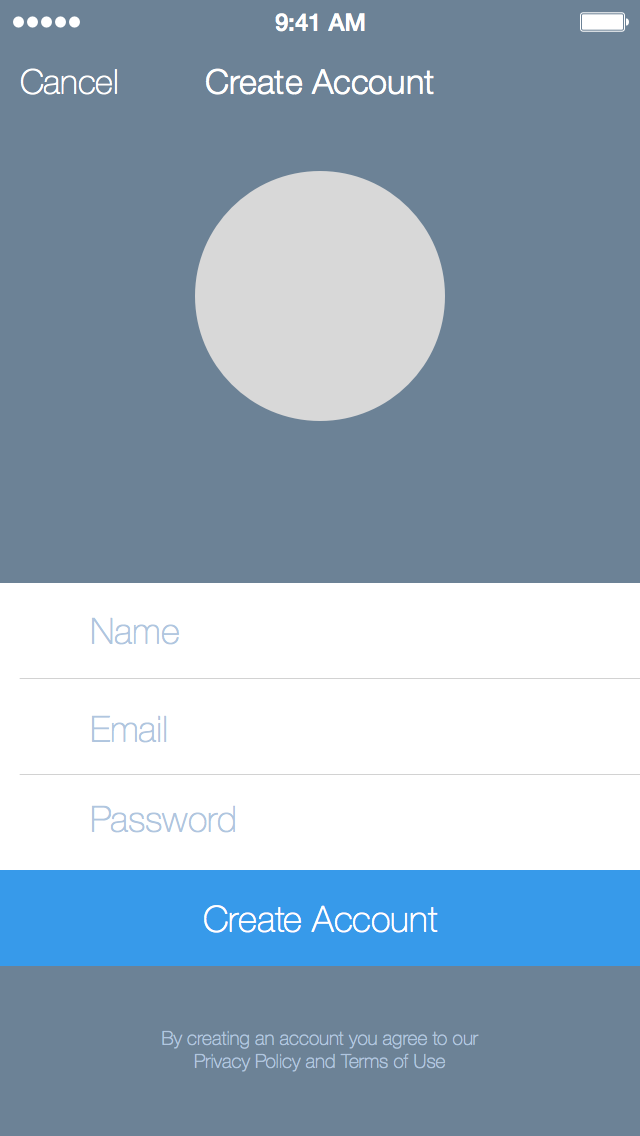 9:41 AM
Cancel Create Account
Name
Email
Password
Create Account
By creating an account you agree to our
Privacy Policy and Terms of Use